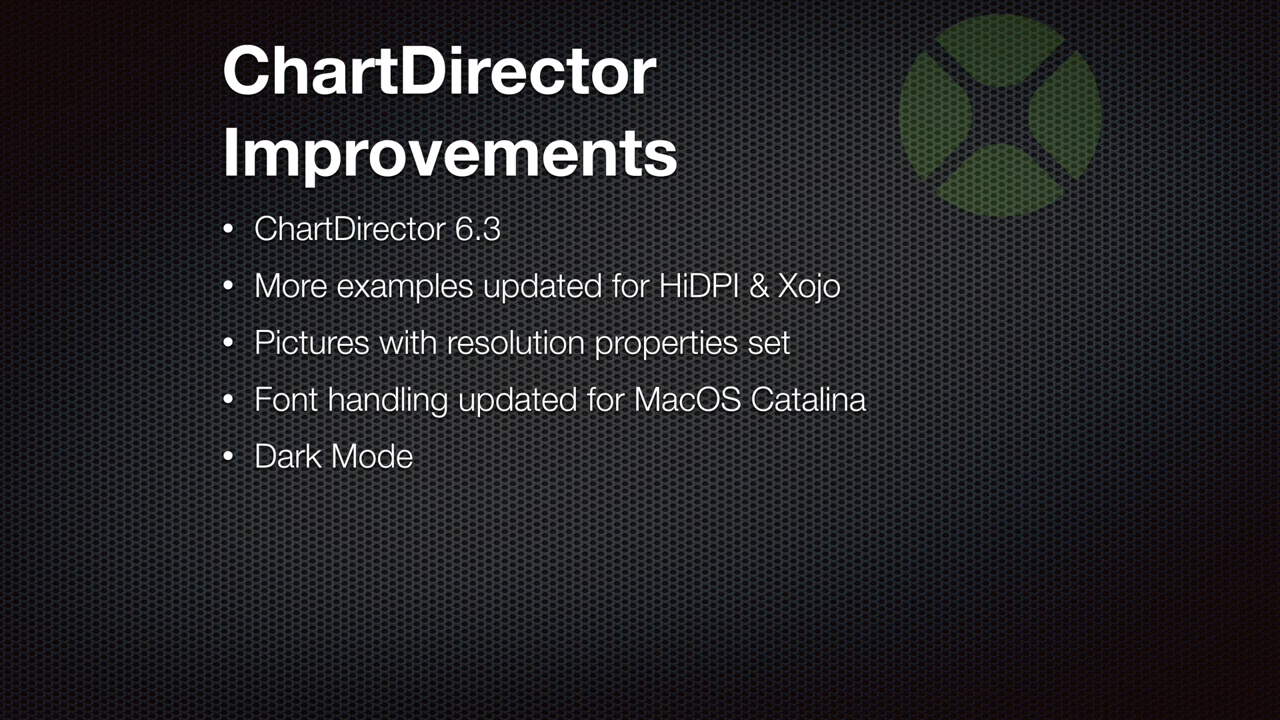 ChartDirector
Improvements
• ChartDirector 6.3
• More examples updated for HiDPI & Xojo
• Pictures with resolution properties set
• Font handling updated for MacOS Catalina
• Dark Mode